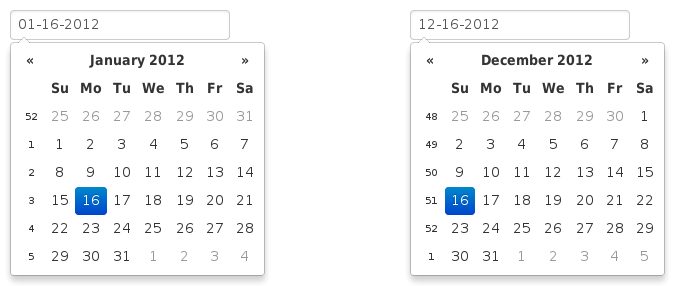 01-16-2012
« January 2012 »
Su Mo Tu We Th Fr Sa
52 25 26 27 28 29 30 31
1 1 2 3 4 5 6 7
2 8 9 10 11 12 13 14
3 15 16 17 18 19 20 21
4 22 23 24 25 26 27 28
5 29 30 31 1 2 3 4
12-16-2012
« December 2012 »
Su Mo Tu We Th Fr Sa
48 25 26 27 28 29 30 1
49 2 3 4 5 6 7 8
50 9 10 11 12 13 14 15
51 16 17 18 19 20 21 22
52 23 24 25 26 27 28 29
1 30 31 1 2 3 4 5